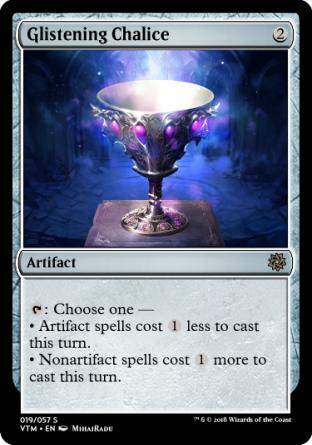 Glistening Chalice 2
Artifact
: Choose one —
• Artifact spells cost 1 less to cast
this turn.
• Nonartifact spells cost 1 more to
cast this turn.
019/057 S
VTM • EN MihaiRadu
™ & © 2018 Wizards of the Coast